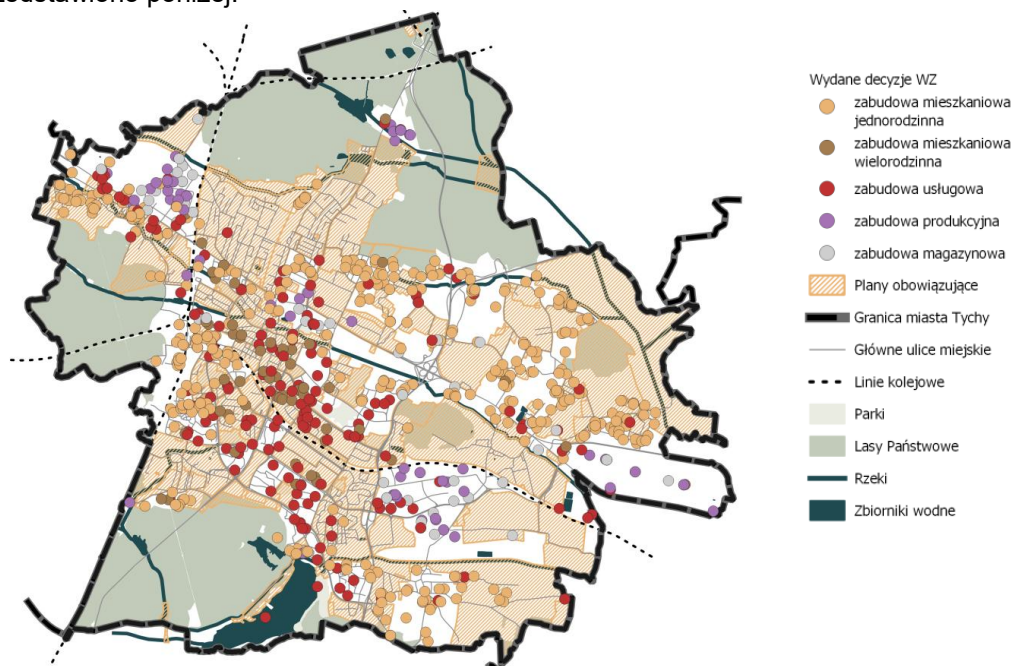 Wydane decyzje WZ
zabudowa mieszkaniowa
jednorodzinna
zabudowa mieszkaniowa
wielorodzinna
zabudowa usługowa
zabudowa produkcyjna
zabudowa magazynowa
Plany obowiązujące
Granica miasta Tychy
Główne ulice miejskie
Linie kolejowe
Parki
Lasy Państwowe
Rzeki
Zbiorniki wodne